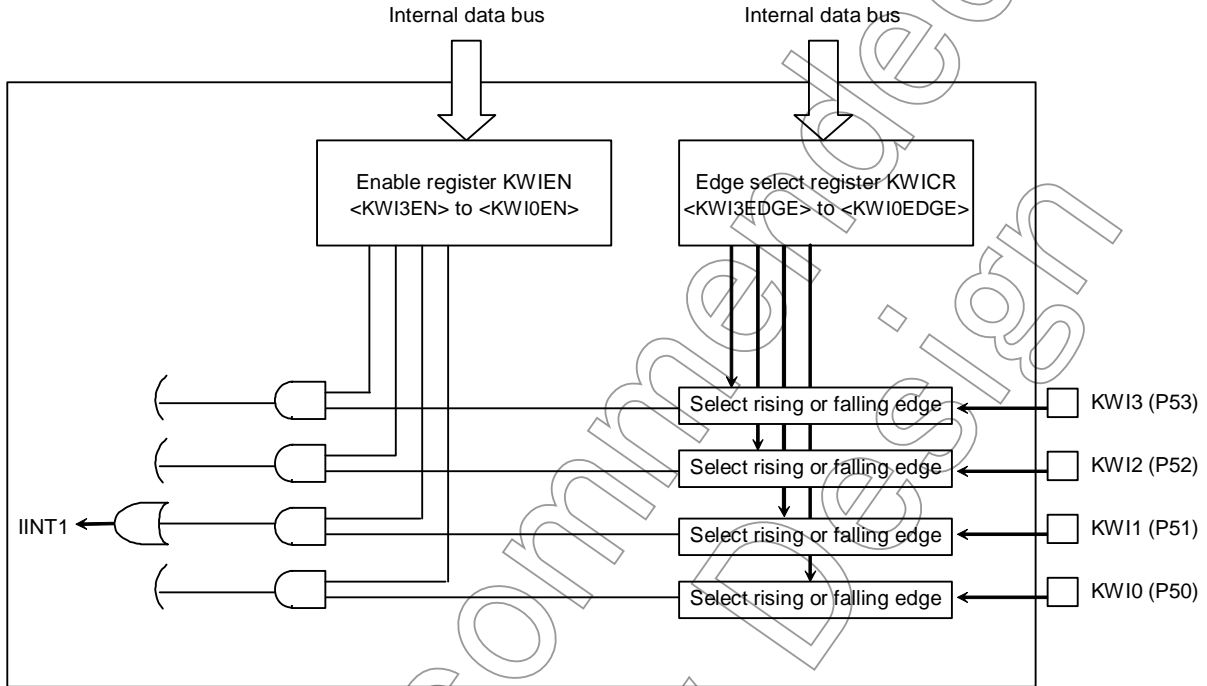 Internal data bus
Internal data bus
Enable register KWIEN
<KWI3EN> to <KWI0EN>
Edge select register KWICR
<KWI3EDGE> to <KWI0EDGE>
Select rising or falling edge
KWI3 (P53)
Select rising or falling edge
KWI2 (P52)
IINT1
Select rising or falling edge
KWI1 (P51)
Select rising or falling edge
KWI0 (P50)
commended
Design